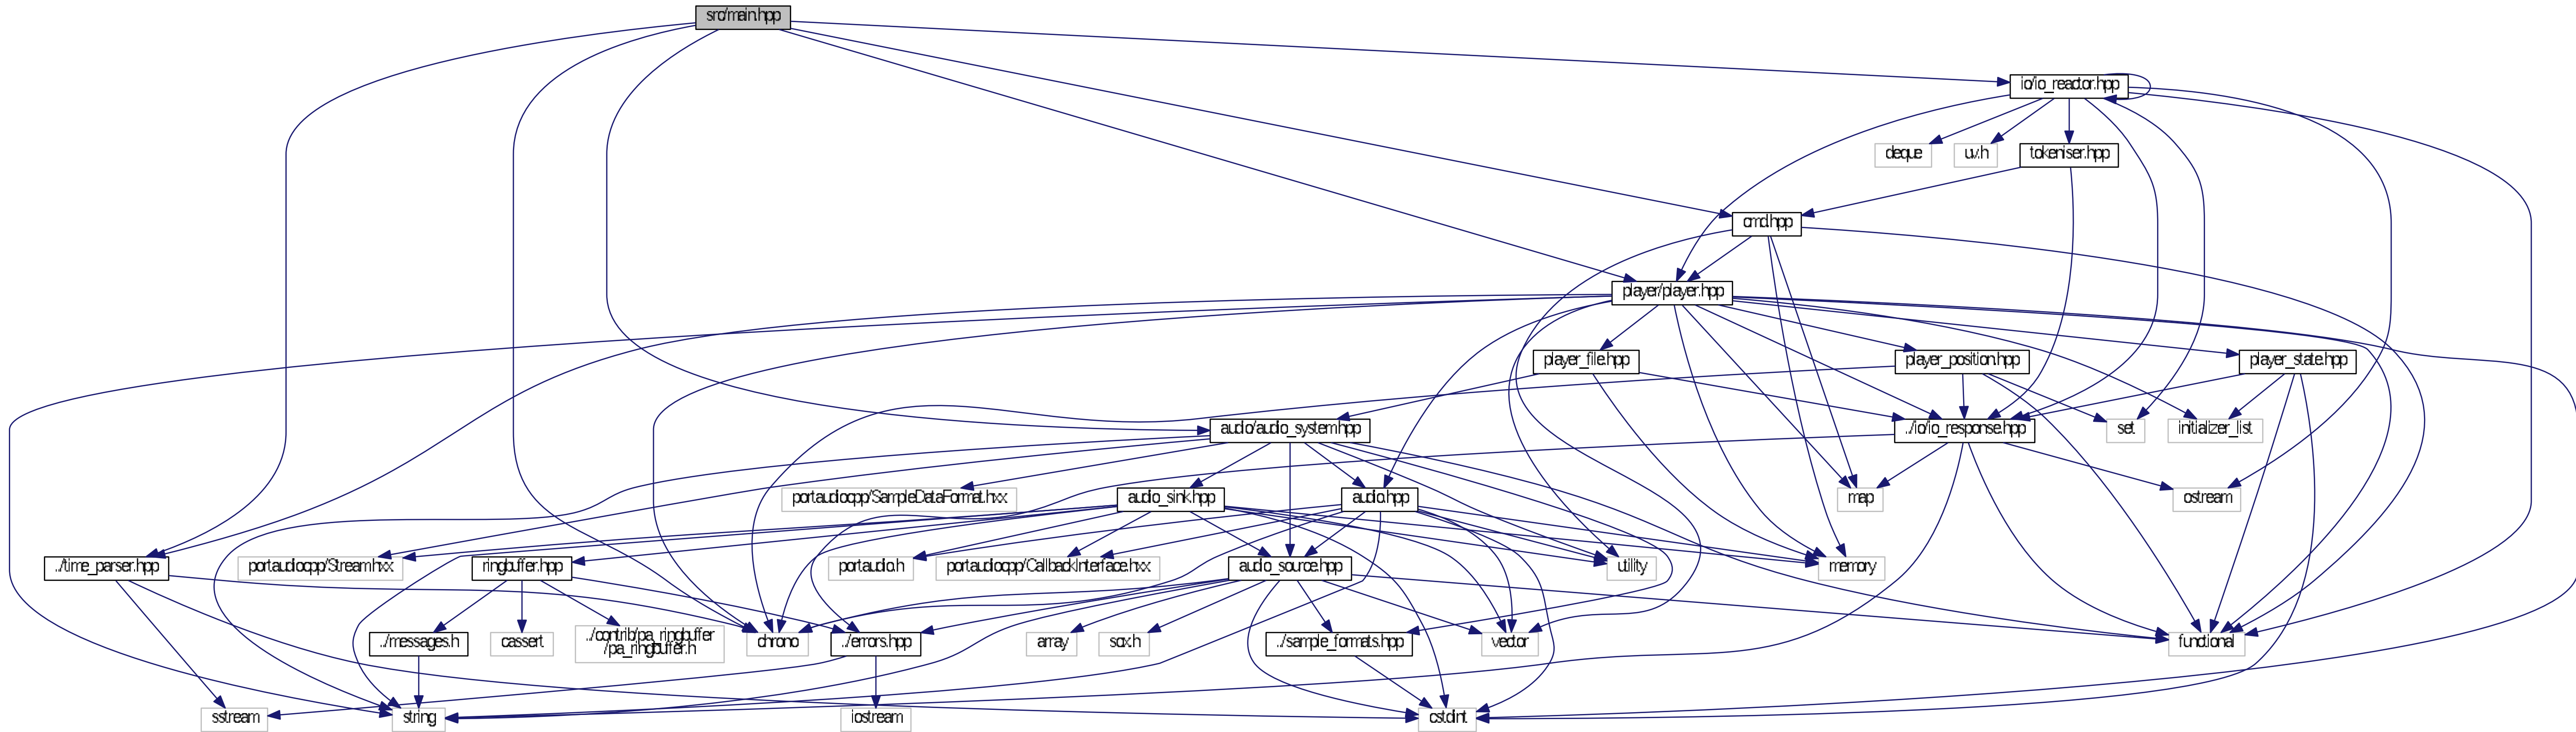 src/main.hpp
io/io_reactor.hpp
deque
uv.h
tokeniser.hpp
cmd.hpp
player/player.hpp
player_file.hpp
player_position.hpp
player_state.hpp
audio/audio_system.hpp
../io/io_response.hpp
set
initializer_list
portaudiocpp/SampleDataFormat.hxx
audio_sink.hpp
audio.hpp
map
ostream
../time_parser.hpp
portaudiocpp/Stream.hxx
ringbuffer.hpp
portaudio.h
portaudiocpp/CallbackInterface.hxx
audio_source.hpp
utility
memory
../messages.h
cassert
../contrib/pa_ringbuffer
/pa_ringbuffer.h
chrono
../errors.hpp
array
sox.h
../sample_formats.hpp
vector
functional
sstream
string
iostream
cstdint